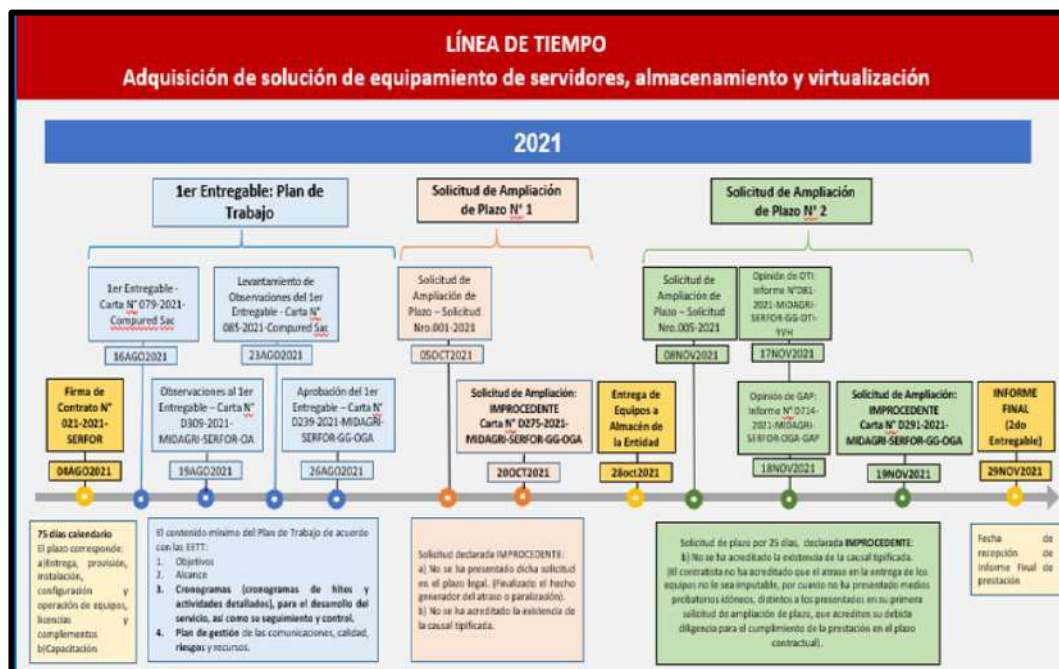 LÍNEA DE TIEMPO
Adquisición de solución de equipamiento de servidores, almacenamiento y virtualización
2021
1er Entregable: Plan de
Trabajo
Solicitud de Ampliación
de Plazo N° 1
Solicitud de Ampliación
de Plazo N° 2
1er Entregable -
Carta N° 079-2021-
Compured Sac
16AGO2021
Levantamiento de
Observaciones del 1er
Entregable - Carta N°
085-2021-Compured Sac
23AGO2021
Solicitud de
Ampliación de
Plazo – Solicitud
Nro.001-2021
05OCT2021
Solicitud de
Ampliación de
Plazo – Solicitud
Nro.005-2021
08NOV2021
Opinión de OTI:
Informe N°D81-
2021-MIDAGRI-
SERFOR-GG-OTI-
YVH
17NOV2021
Firma de
Contrato N°
021-2021-
SERFOR
Observaciones al 1er
Entregable – Carta N°
D309-2021-
MIDAGRI-SERFOR-OA
19AGO2021
Aprobación del 1er
Entregable – Carta N°
D239-2021-MIDAGRI-
SERFOR-GG-OGA
26AGO2021
Solicitud de Ampliación:
IMPROCEDENTE
Carta N° D275-2021-
MIDAGRI-SERFOR-GG-OGA
20OCT2021
Entrega de
Equipos a
Almacén de
la Entidad
28oct2021
Opinión de GAP:
Informe N° D714-
2021-MIDAGRI-
SERFOR-OGA-GAP
18NOV2021
Solicitud de Ampliación:
IMPROCEDENTE
Carta N° D291-2021-
MIDAGRI-SERFOR-GG-OGA
19NOV2021
INFORME
FINAL (2do
Entregable)
29NOV2021
75 días calendario
El plazo corresponde:
a)Entrega, provisión,
instalación,
configuración y
operación de equipos,
licencias y
complementos
b)Capacitación
El contenido mínimo del Plan de Trabajo de acuerdo
con las EETT:
1. Objetivos
2. Alcance
3. Cronogramas (cronogramas de hitos y
actividades detallados), para el desarrollo del
servicio, así como se seguimiento y control.
4. Plan de gestión de las comunicaciones, calidad,
riesgos y recursos.
Solicitud declarada IMPROCEDENTE:
a) No se ha presentado dicha solicitud
en el plazo legal. (Finalizado el hecho
generador del atraso o paralización).
b) No se ha acreditado la existencia de
la causal tipificada.
Solicitud de plazo por 25 días, declarada IMPROCEDENTE:
b) No se ha acreditado la existencia de la causal tipificada.
contratista no ha acreditado que el atraso en la entrega de los
equipos no le sea imputable, por cuanto no ha presentado medios
probatorios idóneos, distintos a los presentados en su primera
solicitud de ampliación de plazo, que acrediten su debida
diligencia para el cumplimiento de la prestación en el plazo
contractual).
Fecha de
recepción de
Informe Final de
prestación